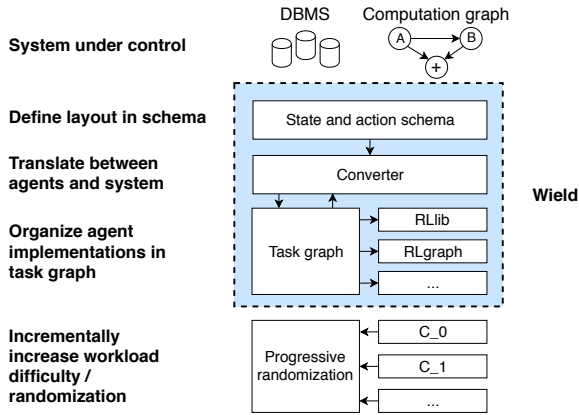 DBMS
Computation graph
System under control
A
B
+
Define layout in schema
State and action schema
Translate between
agents and system
Converter
Wield
Organize agent
implementations in
task graph
Task graph
RLlib
RLgraph
...
Incrementally
increase workload
difficulty /
randomization
Progressive
randomization
C_0
C_1
...